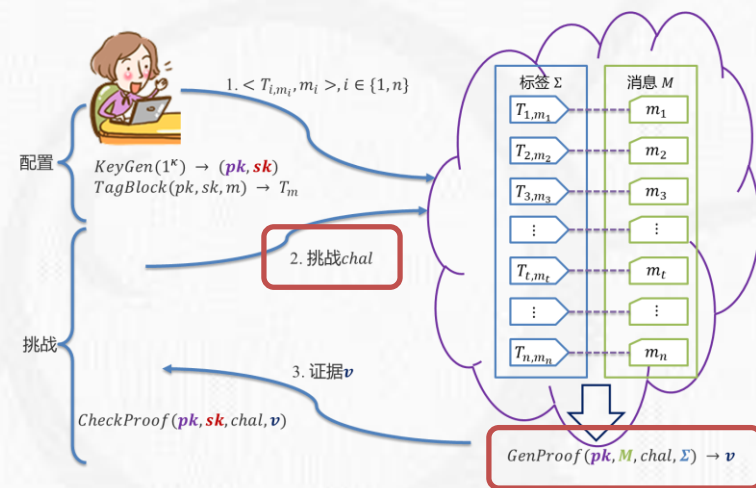 1. < T_{i,m_i}, m_i >, i ∈ {1, n}
配置
KeyGen(1^κ) → (pk, sk)
TagBlock(pk, sk, m) → T_m
标签 Σ 消息 M
T_{1,m_1} m_1
T_{2,m_2} m_2
T_{3,m_3} m_3
⋮ ⋮
T_{t,m_t} m_t
⋮ ⋮
T_{n,m_n} m_n
2. 挑战chal
挑战
3. 证据v
CheckProof(pk, sk, chal, v)
GenProof(pk, M, chal, Σ) → v